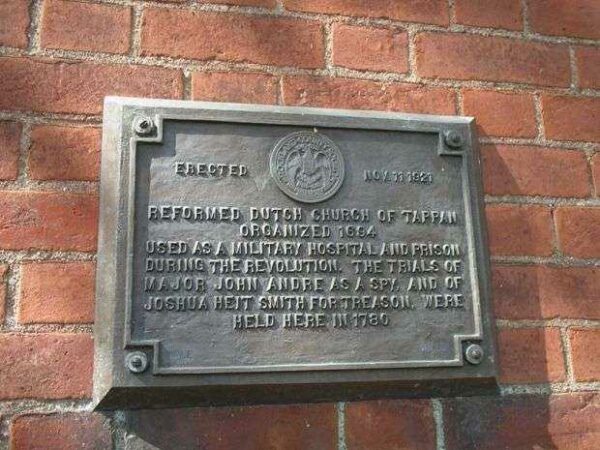 ERECTED NOV. 11 1921
REFORMED DUTCH CHURCH OF TAPPAN
ORGANIZED 1694
USED AS A MILITARY HOSPITAL AND PRISON
DURING THE REVOLUTION. THE TRIALS OF
MAJOR JOHN ANDRE AS A SPY, AND OF
JOSHUA HEIT SMITH FOR TREASON, WERE
HELD HERE IN 1780